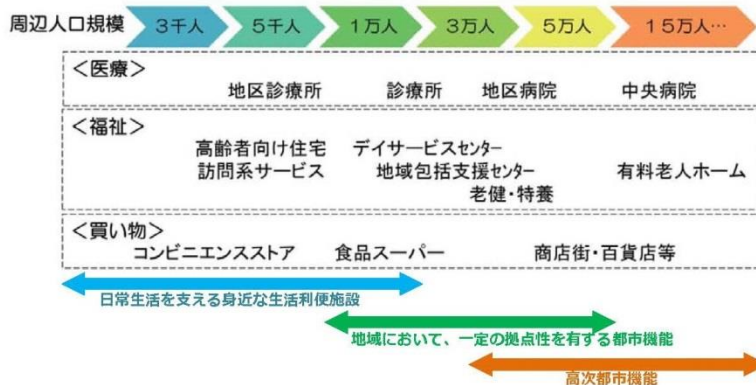 周辺人口規模 3千人 5千人 1万人 3万人 5万人 15万人…
＜医療＞
地区診療所 診療所 地区病院 中央病院
＜福祉＞
高齢者向け住宅 デイサービスセンター
訪問系サービス 地域包括支援センター 有料老人ホーム
老健・特養
＜買い物＞
コンビニエンスストア 食品スーパー 商店街・百貨店等
日常生活を支える身近な生活利便施設
地域において、一定の拠点性を有する都市機能
高次都市機能